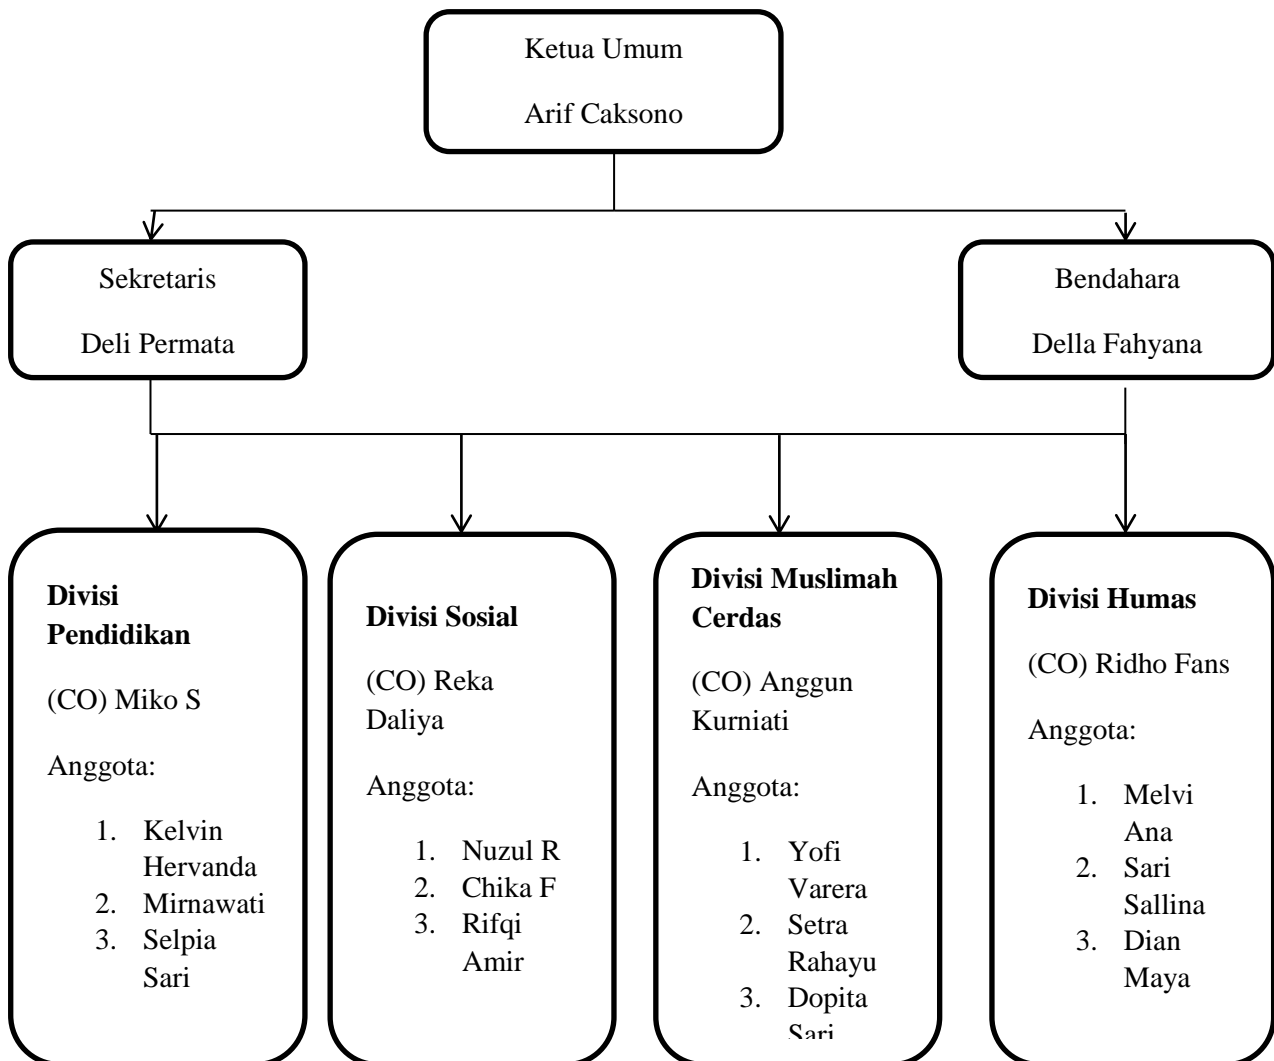 Ketua Umum
Arif Caksono
Sekretaris
Deli Permata
Bendahara
Della Fahyana
Divisi
Pendidikan
(CO) Miko S
Anggota:
1. Kelvin
Hervanda
2. Mirnawati
3. Selpia
Sari
Divisi Sosial
(CO) Reka
Daliya
Anggota:
1. Nuzul R
2. Chika F
3. Rifqi
Amir
Divisi Muslimah
Cerdas
(CO) Anggun
Kurniati
Anggota:
1. Yofi
Varera
2. Setra
Rahayu
3. Dopita
Sari
Divisi Humas
(CO) Ridho Fans
Anggota:
1. Melvi
Ana
2. Sari
Sallina
3. Dian
Maya